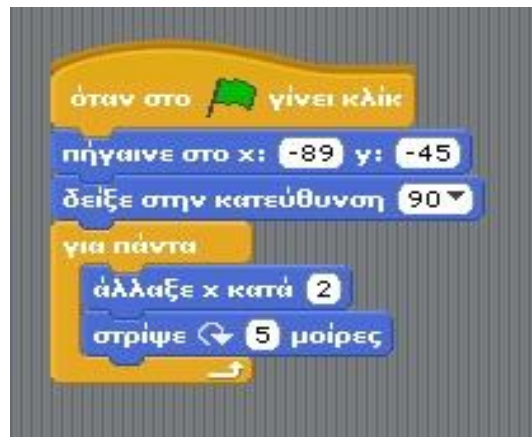 όταν στο γίνει κλίκ
πήγαινε στο x: -89 y: -45
δείξε στην κατεύθυνση 90
για πάντα
άλλαξε x κατά 2
στρίψε 5 μοίρες